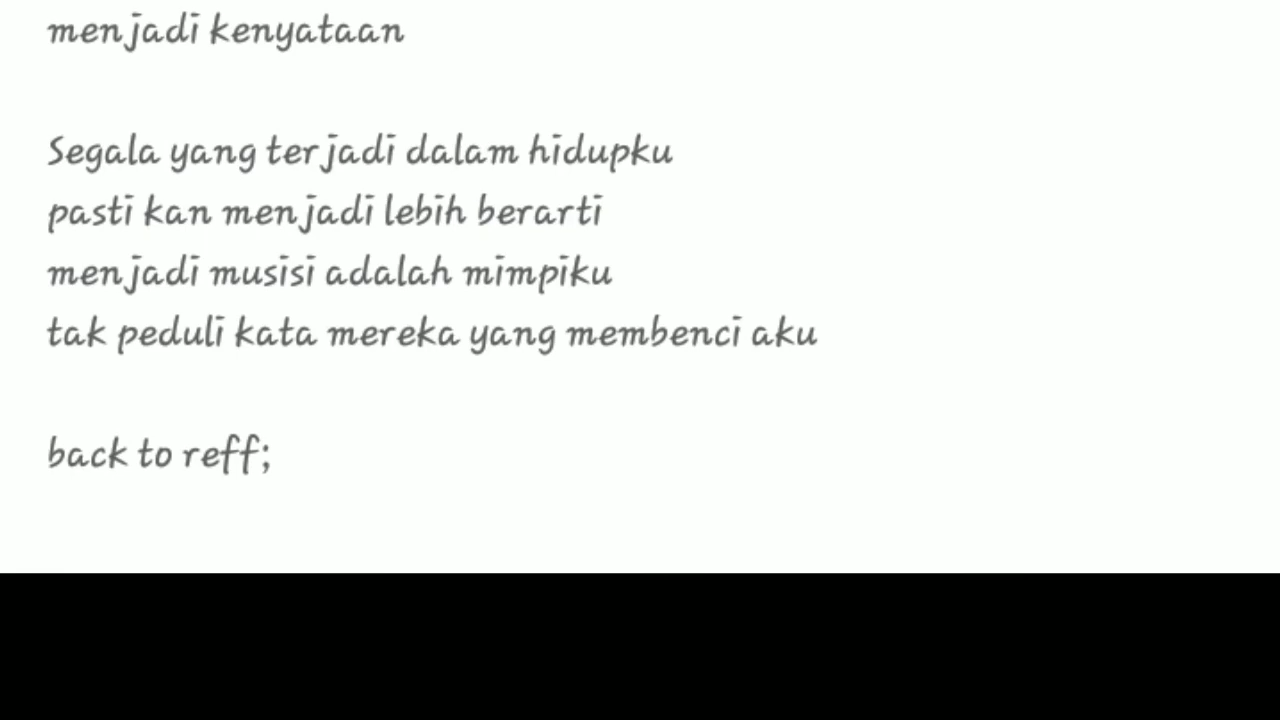 menjadi kenyataan
Segala yang terjadi dalam hidupku
pasti kan menjadi lebih berarti
menjadi musisi adalah mimpiku
tak peduli kata mereka yang membenci aku
back to reff;